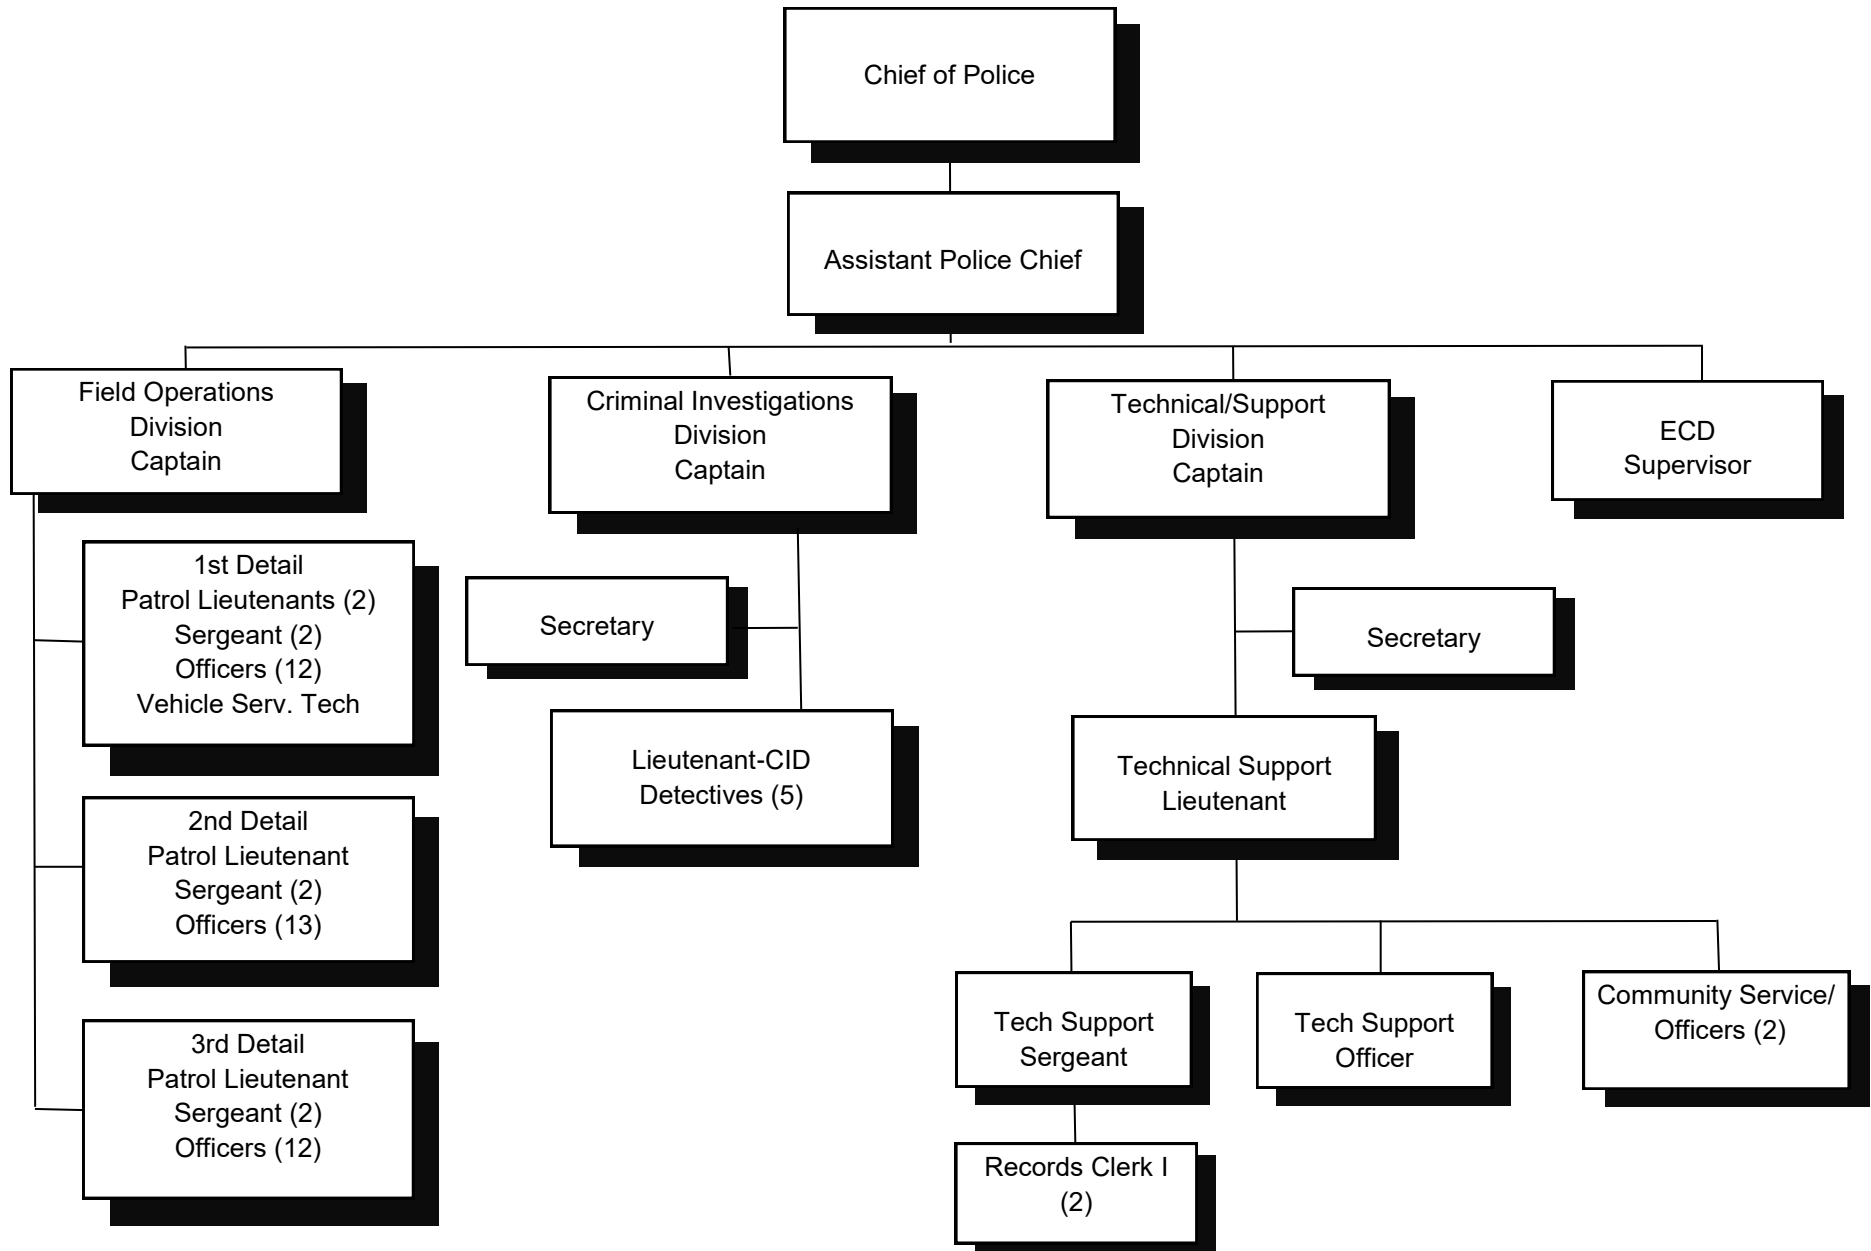 Chief of Police
Assistant Police Chief
Field Operations
Division
Captain
Criminal Investigations
Division
Captain
Technical/Support
Division
Captain
ECD
Supervisor
1st Detail
Patrol Lieutenants (2)
Sergeant (2)
Officers (12)
Vehicle Serv. Tech
Secretary
Secretary
Lieutenant-CID
Detectives (5)
Technical Support
Lieutenant
2nd Detail
Patrol Lieutenant
Sergeant (2)
Officers (13)
Tech Support
Sergeant
Tech Support
Officer
Community Service/
Officers (2)
3rd Detail
Patrol Lieutenant
Sergeant (2)
Officers (12)
Records Clerk I
(2)